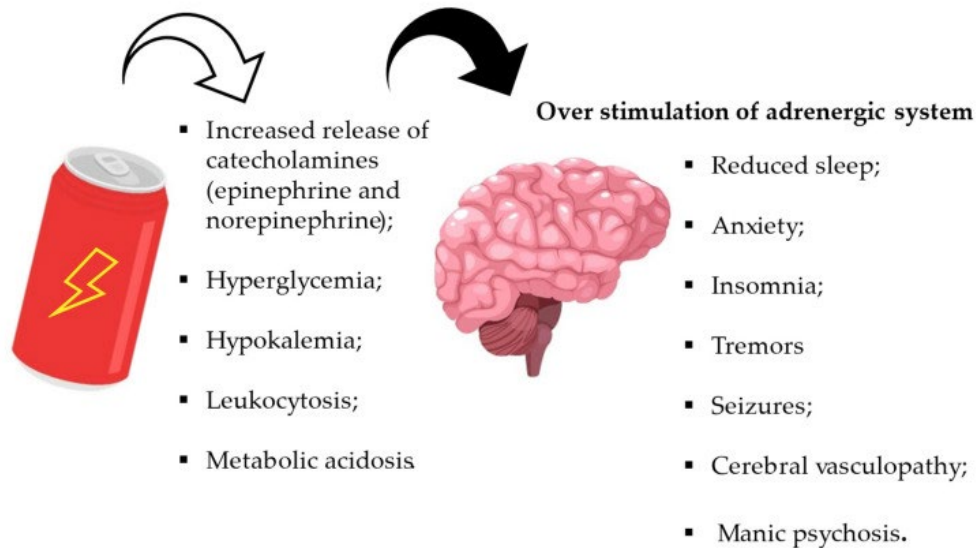 ▪ Increased release of
catecholamines
(epinephrine and
norepinephrine);
▪ Hyperglycemia;
▪ Hypokalemia;
▪ Leukocytosis;
▪ Metabolic acidosis.
Over stimulation of adrenergic system
▪ Reduced sleep;
▪ Anxiety;
▪ Insomnia;
▪ Tremors
▪ Seizures;
▪ Cerebral vasculopathy;
▪ Manic psychosis.